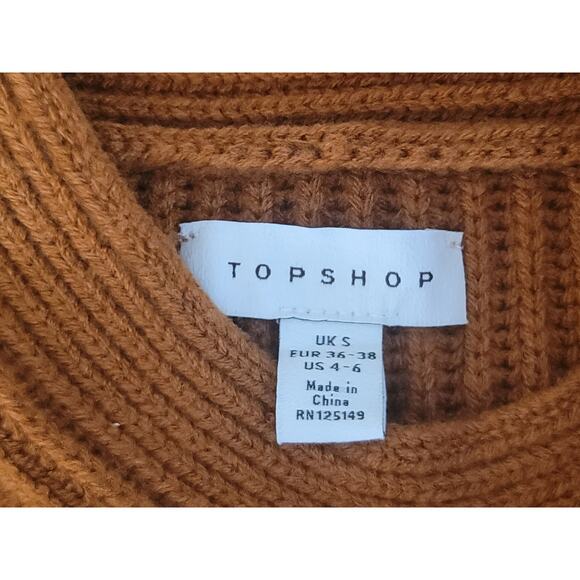 TOPSHOP
UK S
EUR 36-38
US 4-6
Made in
China
RN125149